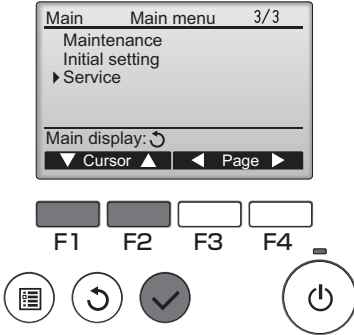 Main Main menu 3/3
Maintenance
Initial setting
Service
Main display:
Cursor Page
F1 F2 F3 F4